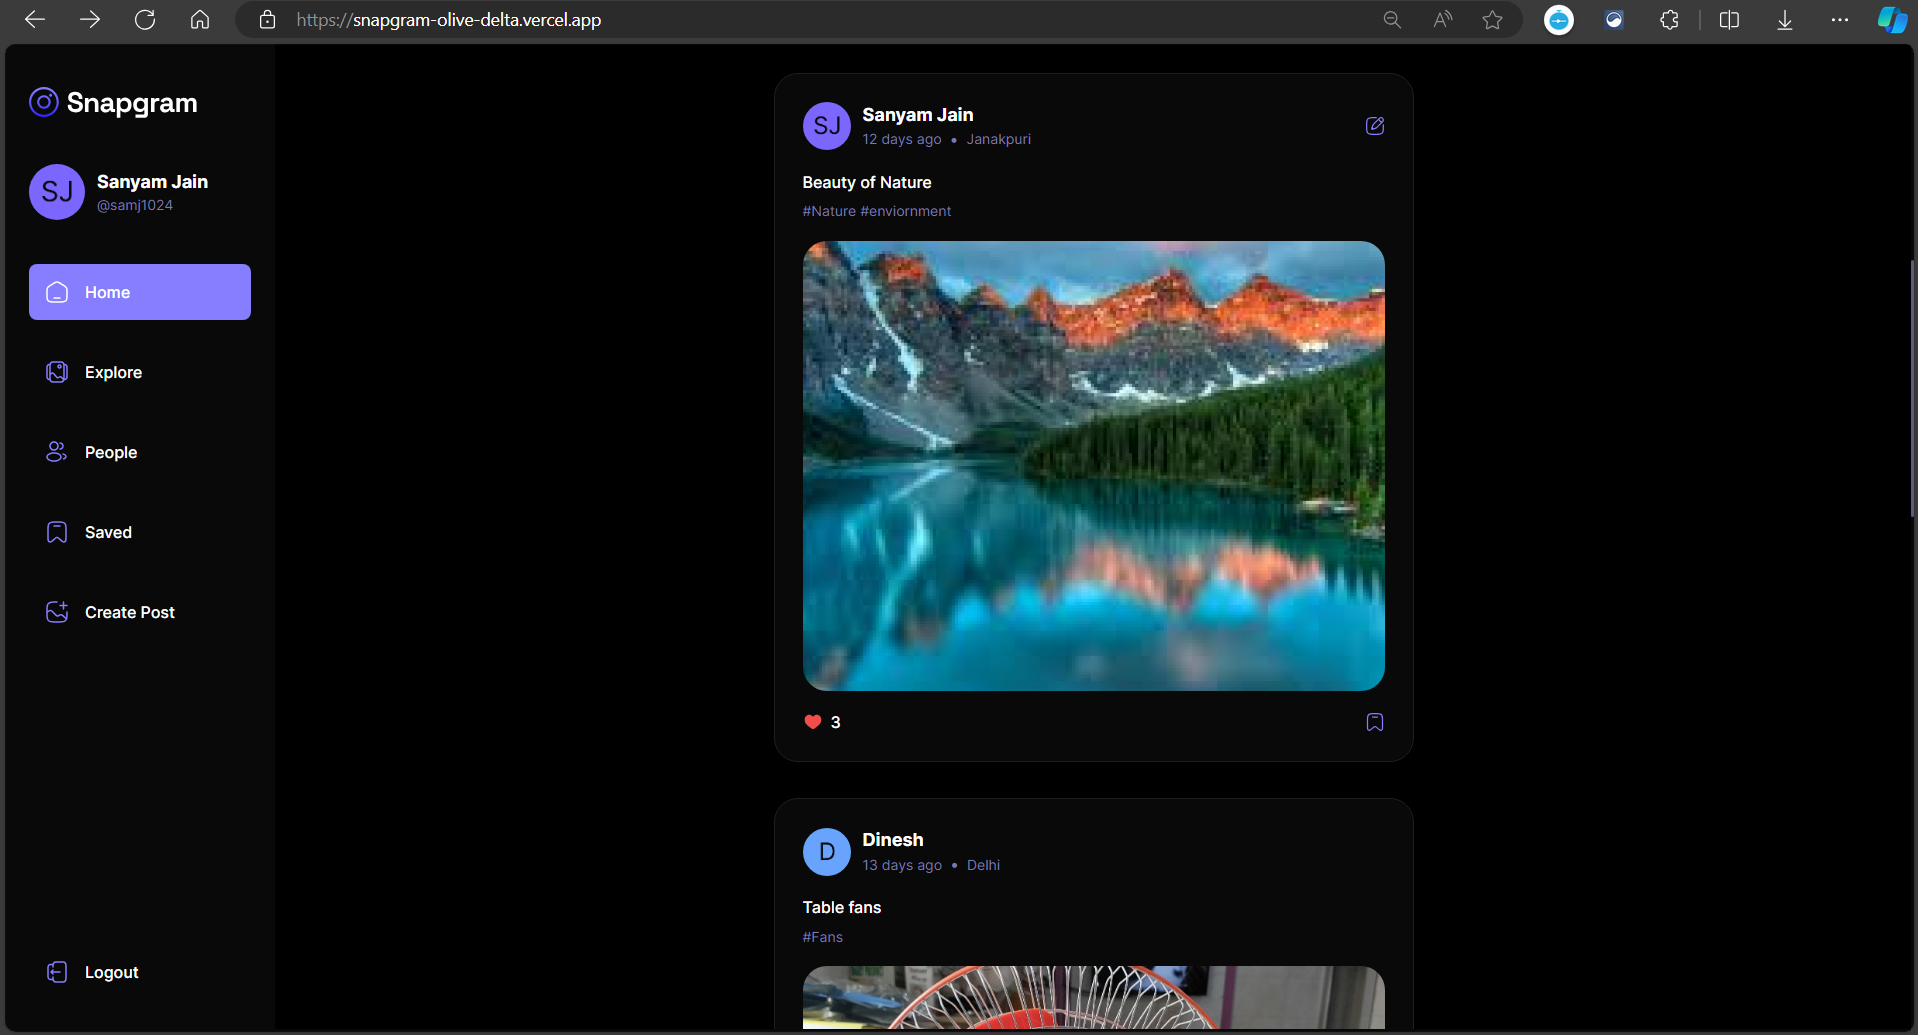 https://snapgram-olive-delta.vercel.app
Snapgram
SJ
Sanyam Jain
@samj1024
Home
Explore
People
Saved
Create Post
Logout
SJ
Sanyam Jain
12 days ago • Janakpuri
Beauty of Nature
#Nature #enviornment
3
D
Dinesh
13 days ago • Delhi
Table fans
#Fans